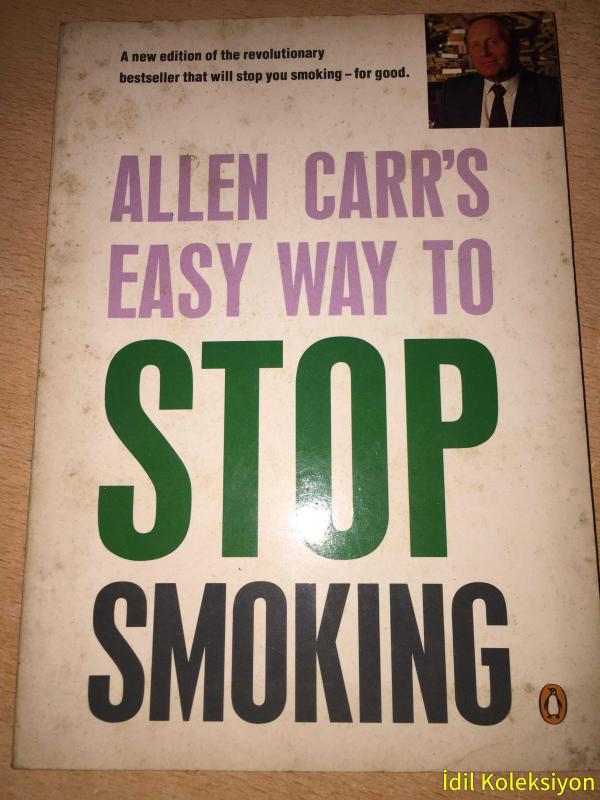 A new edition of the revolutionary
bestseller that will stop you smoking – for good.
ALLEN CARR'S
EASY WAY TO
STOP
SMOKING
İdil Koleksiyon